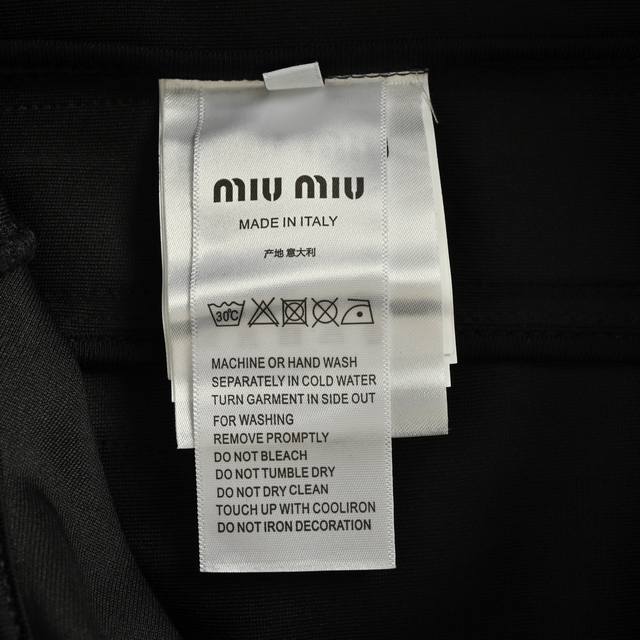 miu miu
MADE IN ITALY
产地 意大利
30℃
MACHINE OR HAND WASH
SEPARATELY IN COLD WATER
TURN GARMENT IN SIDE OUT
FOR WASHING
REMOVE PROMPTLY
DO NOT BLEACH
DO NOT TUMBLE DRY
DO NOT DRY CLEAN
TOUCH UP WITH COOLIRON
DO NOT IRON DECORATION